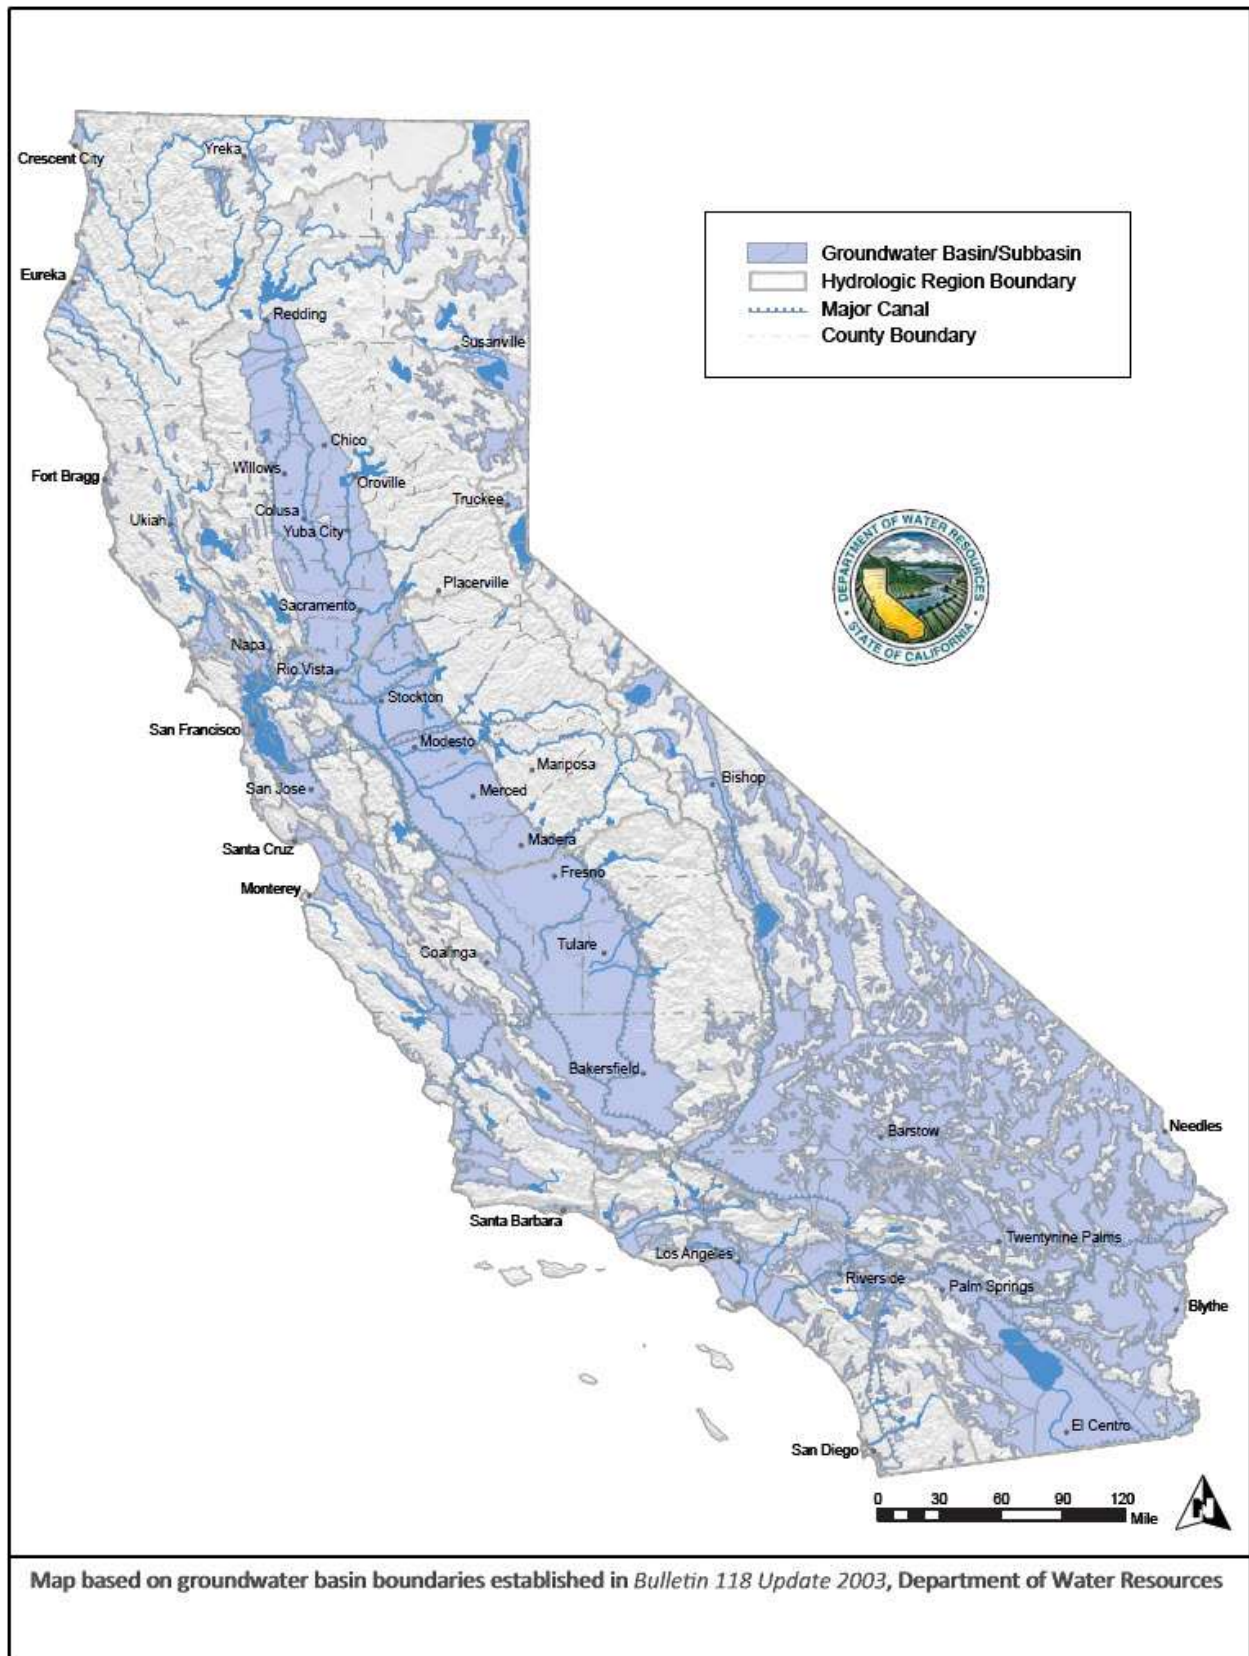 Crescent City
Yreka
Eureka
Redding
Susanville
Chico
Willows
Fort Bragg
Oroville
Truckee
Colusa
Ukiah
Yuba City
Placerville
Sacramento
Napa
Rio Vista
Stockton
San Francisco
Modesto
Mariposa
Bishop
San Jose
Merced
Santa Cruz
Madera
Fresno
Monterey
Tulare
Coalinga
Bakersfield
Needles
Barstow
Santa Barbara
Twentynine Palms
Los Angeles
Riverside
Palm Springs
Blythe
El Centro
San Diego
Groundwater Basin/Subbasin
Hydrologic Region Boundary
Major Canal
County Boundary
DEPARTMENT OF WATER RESOURCES
STATE OF CALIFORNIA
0 30 60 90 120
Mile
N
Map based on groundwater basin boundaries established in Bulletin 118 Update 2003, Department of Water Resources